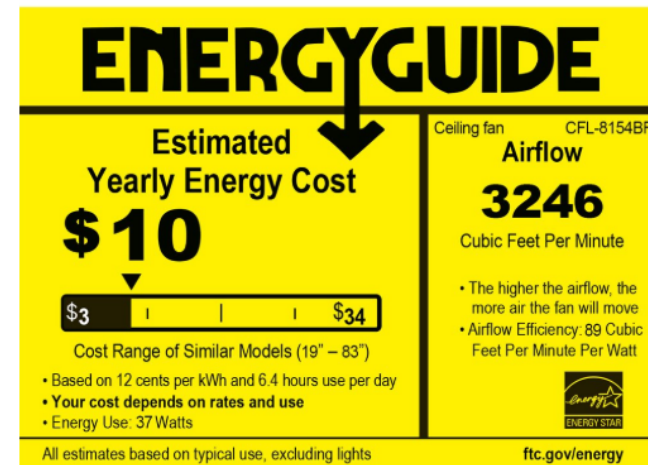 ENERGYGUIDE
Estimated
Yearly Energy Cost
$10
$3
$34
Cost Range of Similar Models (19” – 83”)
• Based on 12 cents per kWh and 6.4 hours use per day
• Your cost depends on rates and use
• Energy Use: 37 Watts
All estimates based on typical use, excluding lights
Ceiling fan CFL-8154BF
Airflow
3246
Cubic Feet Per Minute
• The higher the airflow, the
more air the fan will move
• Airflow Efficiency: 89 Cubic
Feet Per Minute Per Watt
energy
ENERGY STAR
ftc.gov/energy